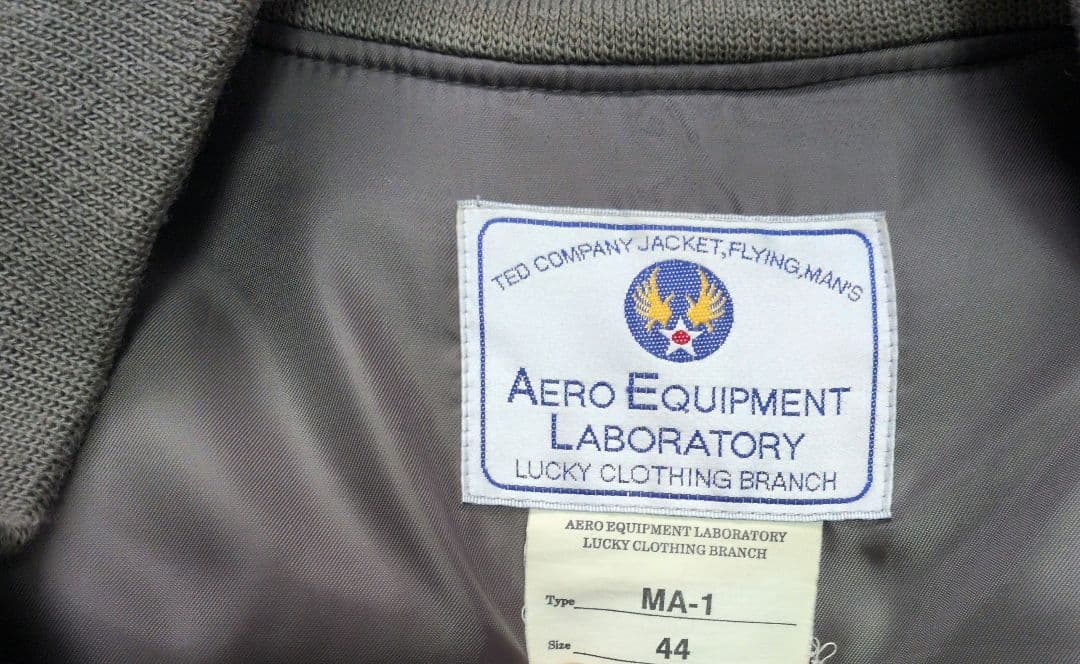 TED COMPANY JACKET,FLYING,MAN'S
AERO EQUIPMENT
LABORATORY
LUCKY CLOTHING BRANCH
AERO EQUIPMENT LABORATORY
LUCKY CLOTHING BRANCH
Type MA-1
Size 44